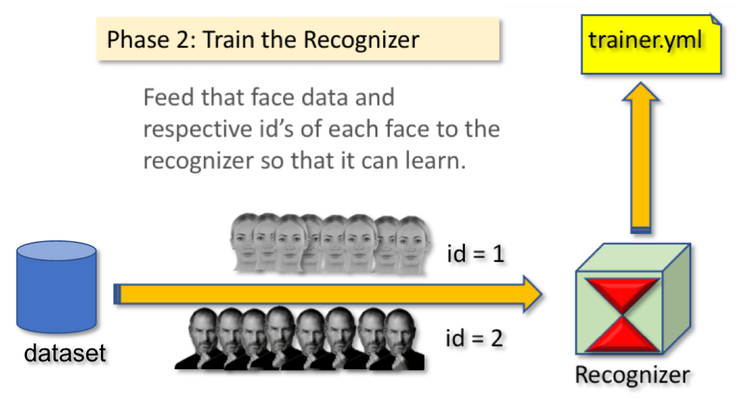 Phase 2: Train the Recognizer
trainer.yml
Feed that face data and
respective id's of each face to the
recognizer so that it can learn.
id = 1
id = 2
dataset
Recognizer